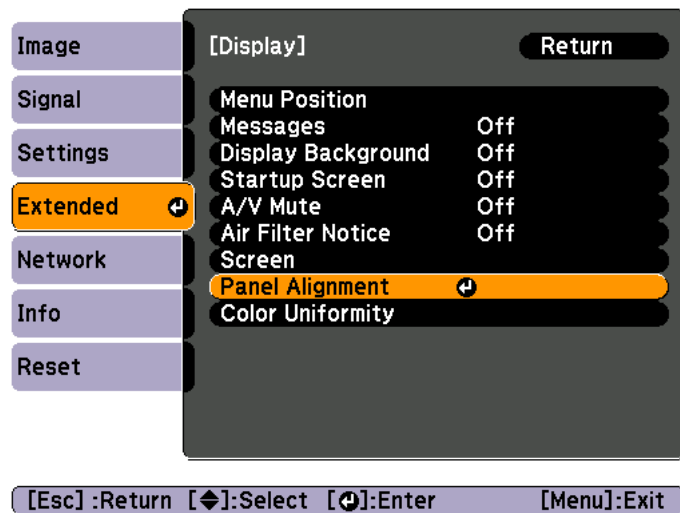 Image
Signal
Settings
Extended
Network
Info
Reset
[Display] Return
Menu Position
Messages Off
Display Background Off
Startup Screen Off
A/V Mute Off
Air Filter Notice Off
Screen
Panel Alignment
Color Uniformity
[Esc] :Return [◆]:Select [↵]:Enter [Menu]:Exit